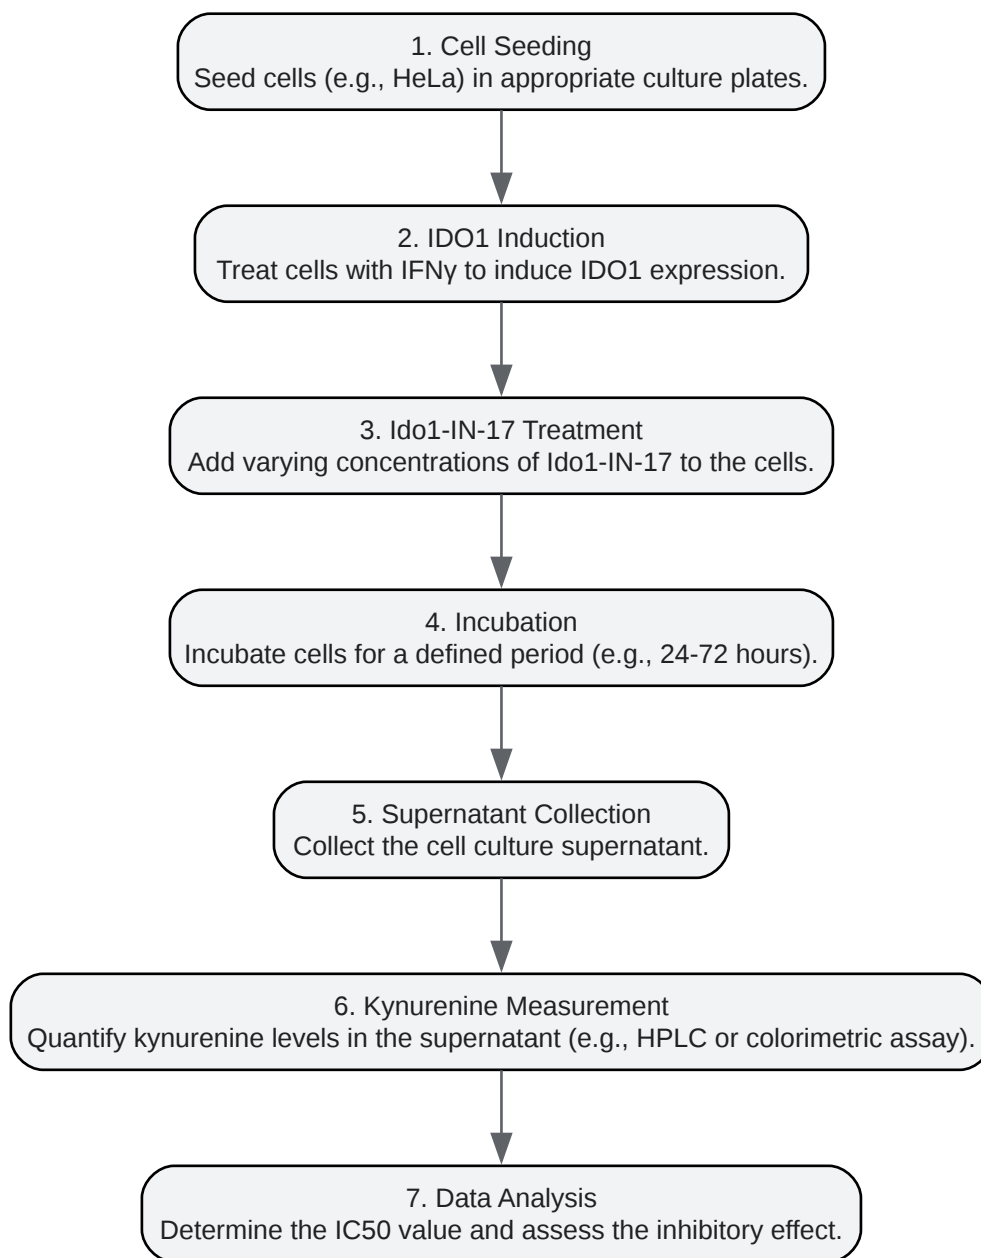 1. Cell Seeding
Seed cells (e.g., HeLa) in appropriate culture plates.
2. IDO1 Induction
Treat cells with IFNγ to induce IDO1 expression.
3. Ido1-IN-17 Treatment
Add varying concentrations of Ido1-IN-17 to the cells.
4. Incubation
Incubate cells for a defined period (e.g., 24-72 hours).
5. Supernatant Collection
Collect the cell culture supernatant.
6. Kynurenine Measurement
Quantify kynurenine levels in the supernatant (e.g., HPLC or colorimetric assay).
7. Data Analysis
Determine the IC50 value and assess the inhibitory effect.